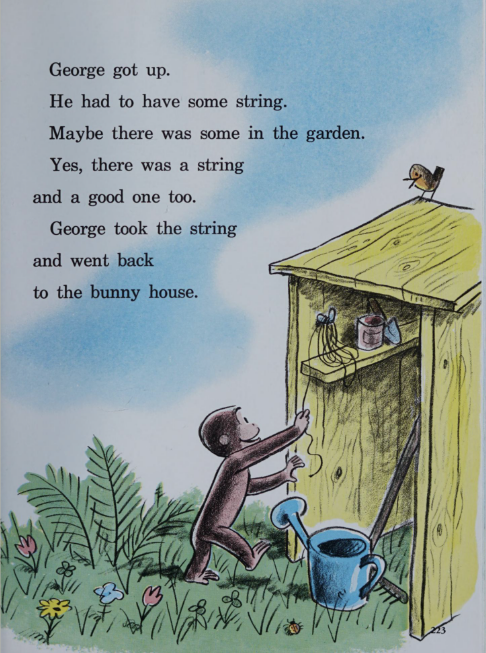 George got up.
He had to have some string.
Maybe there was some in the garden.
Yes, there was a string
and a good one too.
George took the string
and went back
to the bunny house.
223